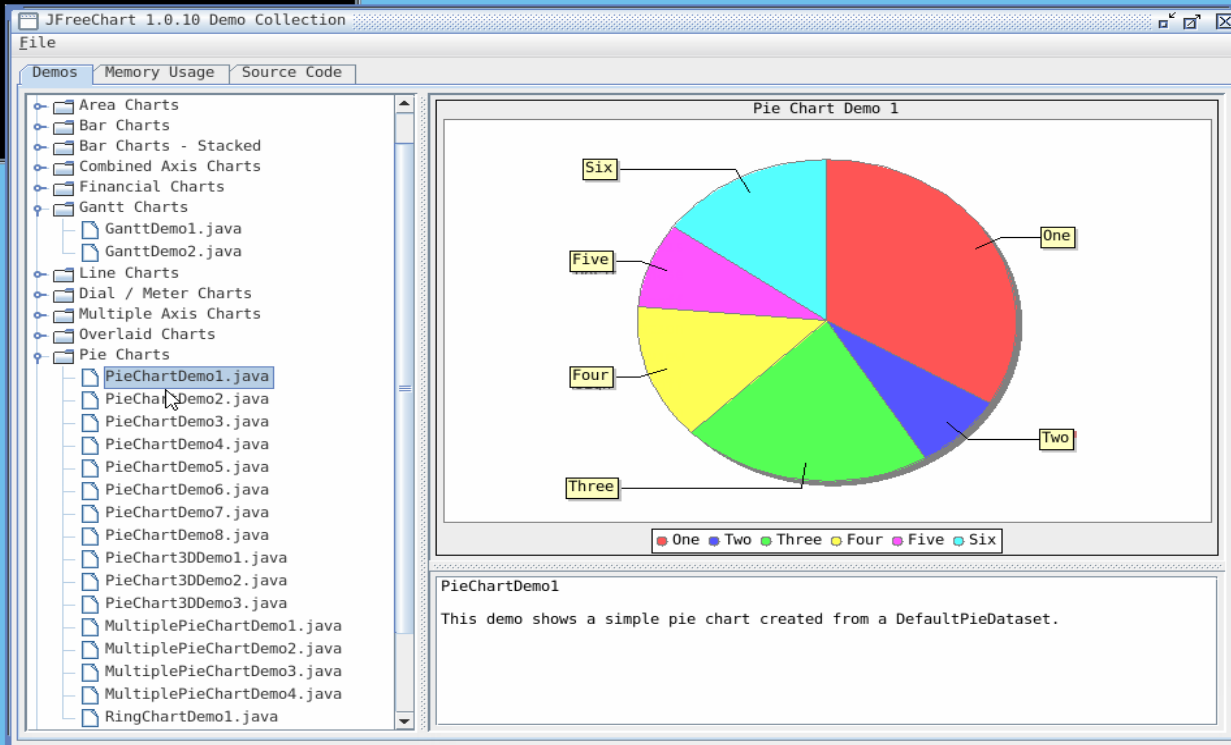 JFreeChart 1.0.10 Demo Collection
File
Demos Memory Usage Source Code
Area Charts
Bar Charts
Bar Charts - Stacked
Combined Axis Charts
Financial Charts
Gantt Charts
GanttDemo1.java
GanttDemo2.java
Line Charts
Dial / Meter Charts
Multiple Axis Charts
Overlaid Charts
Pie Charts
PieChartDemo1.java
PieChartDemo2.java
PieChartDemo3.java
PieChartDemo4.java
PieChartDemo5.java
PieChartDemo6.java
PieChartDemo7.java
PieChartDemo8.java
PieChart3DDemo1.java
PieChart3DDemo2.java
PieChart3DDemo3.java
MultiplePieChartDemo1.java
MultiplePieChartDemo2.java
MultiplePieChartDemo3.java
MultiplePieChartDemo4.java
RingChartDemo1.java
Pie Chart Demo 1
Six
One
Five
Four
Two
Three
One Two Three Four Five Six
PieChartDemo1
This demo shows a simple pie chart created from a DefaultPieDataset.